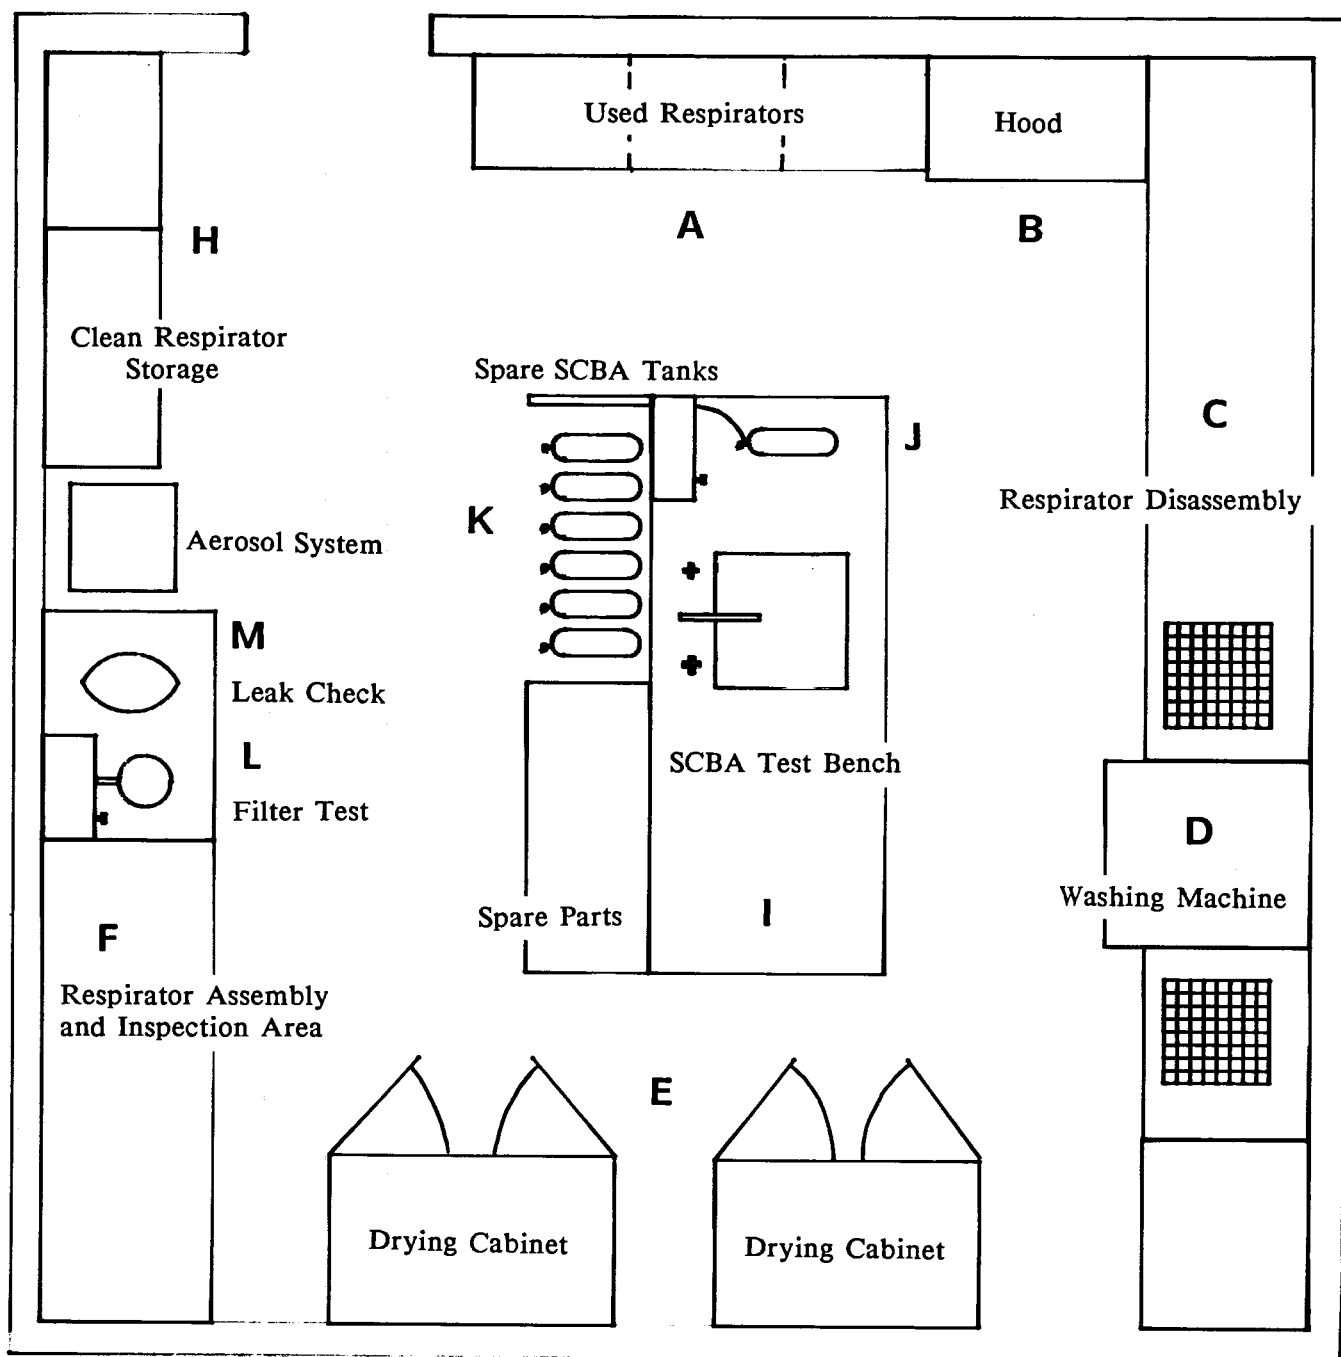 Used Respirators
Hood
A
B
H
Clean Respirator
Storage
Spare SCBA Tanks
J
C
K
Respirator Disassembly
Aerosol System
M
Leak Check
L
SCBA Test Bench
Filter Test
D
Washing Machine
I
Spare Parts
F
Respirator Assembly
and Inspection Area
E
Drying Cabinet
Drying Cabinet